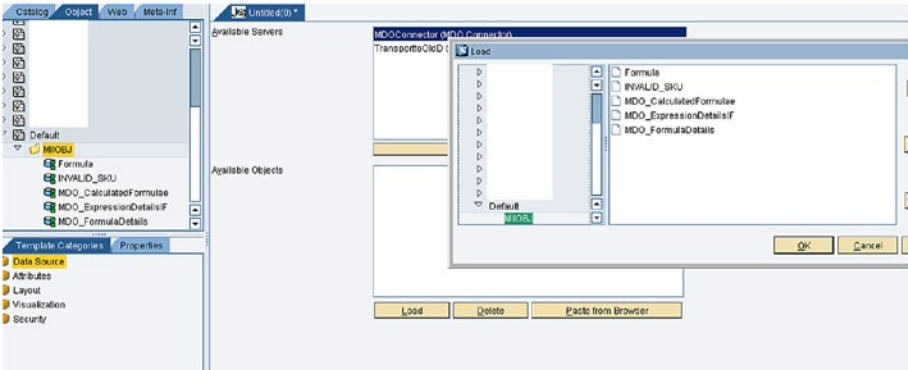 Catalog Object Web Meta-Inf
Default
MIIOBJ
Formula
INVALID_SKU
MDO_CalculatedFormulae
MDO_ExpressionDetailsIF
MDO_FormulaDetails
Template Categories Properties
Data Source
Attributes
Layout
Visualization
Security
Untitled(0) *
Available Servers
MDOConnector (MDO Connector)
TransporttoOldD (
Available Objects
Load Delete Paste from Browser
Load
Default
MIIOBJ
Formula
INVALID_SKU
MDO_CalculatedFormulae
MDO_ExpressionDetailsIF
MDO_FormulaDetails
OK Cancel